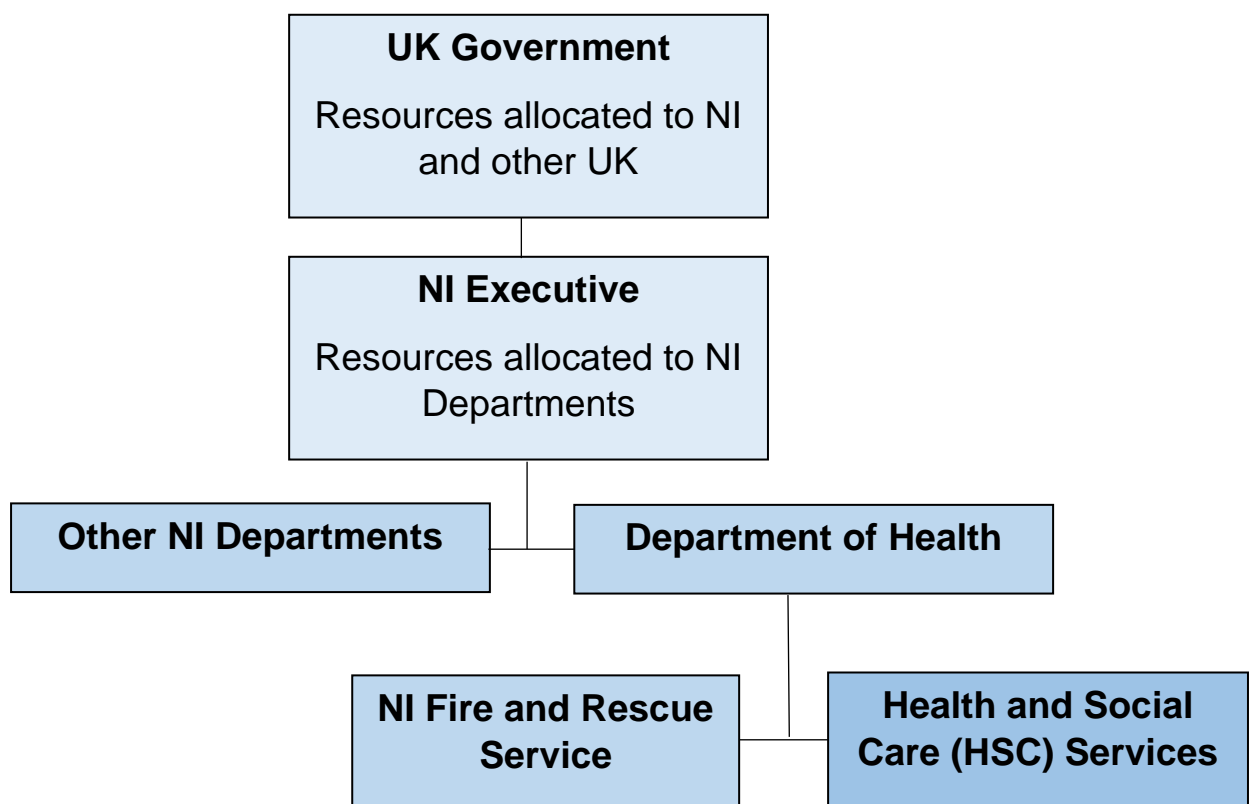 UK Government
Resources allocated to NI
and other UK
NI Executive
Resources allocated to NI
Departments
Other NI Departments
Department of Health
NI Fire and Rescue
Service
Health and Social
Care (HSC) Services